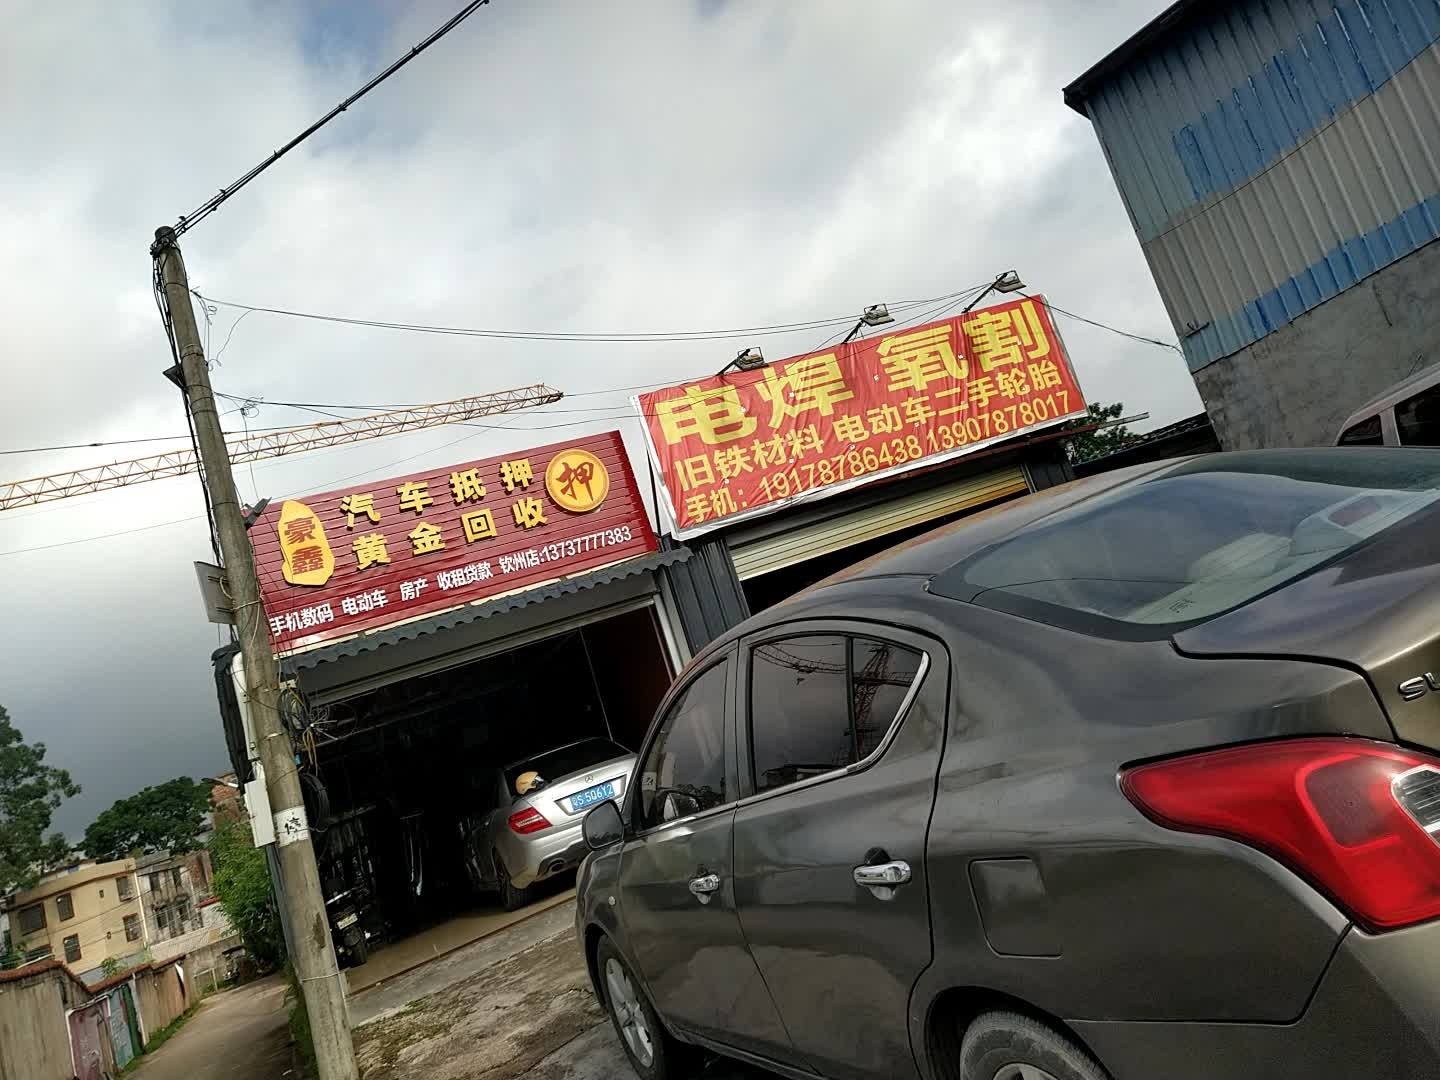 电焊 氧割
旧铁材料 电动车二手轮胎
手机：19178786438 13907878017
豪鑫
汽车抵押
黄金回收
押
手机数码 电动车 房产 收租贷款 钦州店:13737777383
S·5Q6Y2